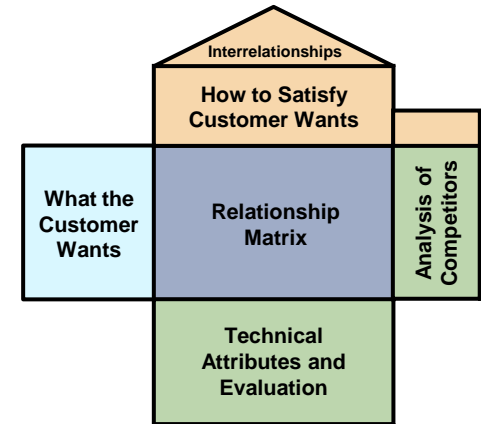 Interrelationships
How to Satisfy
Customer Wants
What the
Customer
Wants
Relationship
Matrix
Analysis of
Competitors
Technical
Attributes and
Evaluation